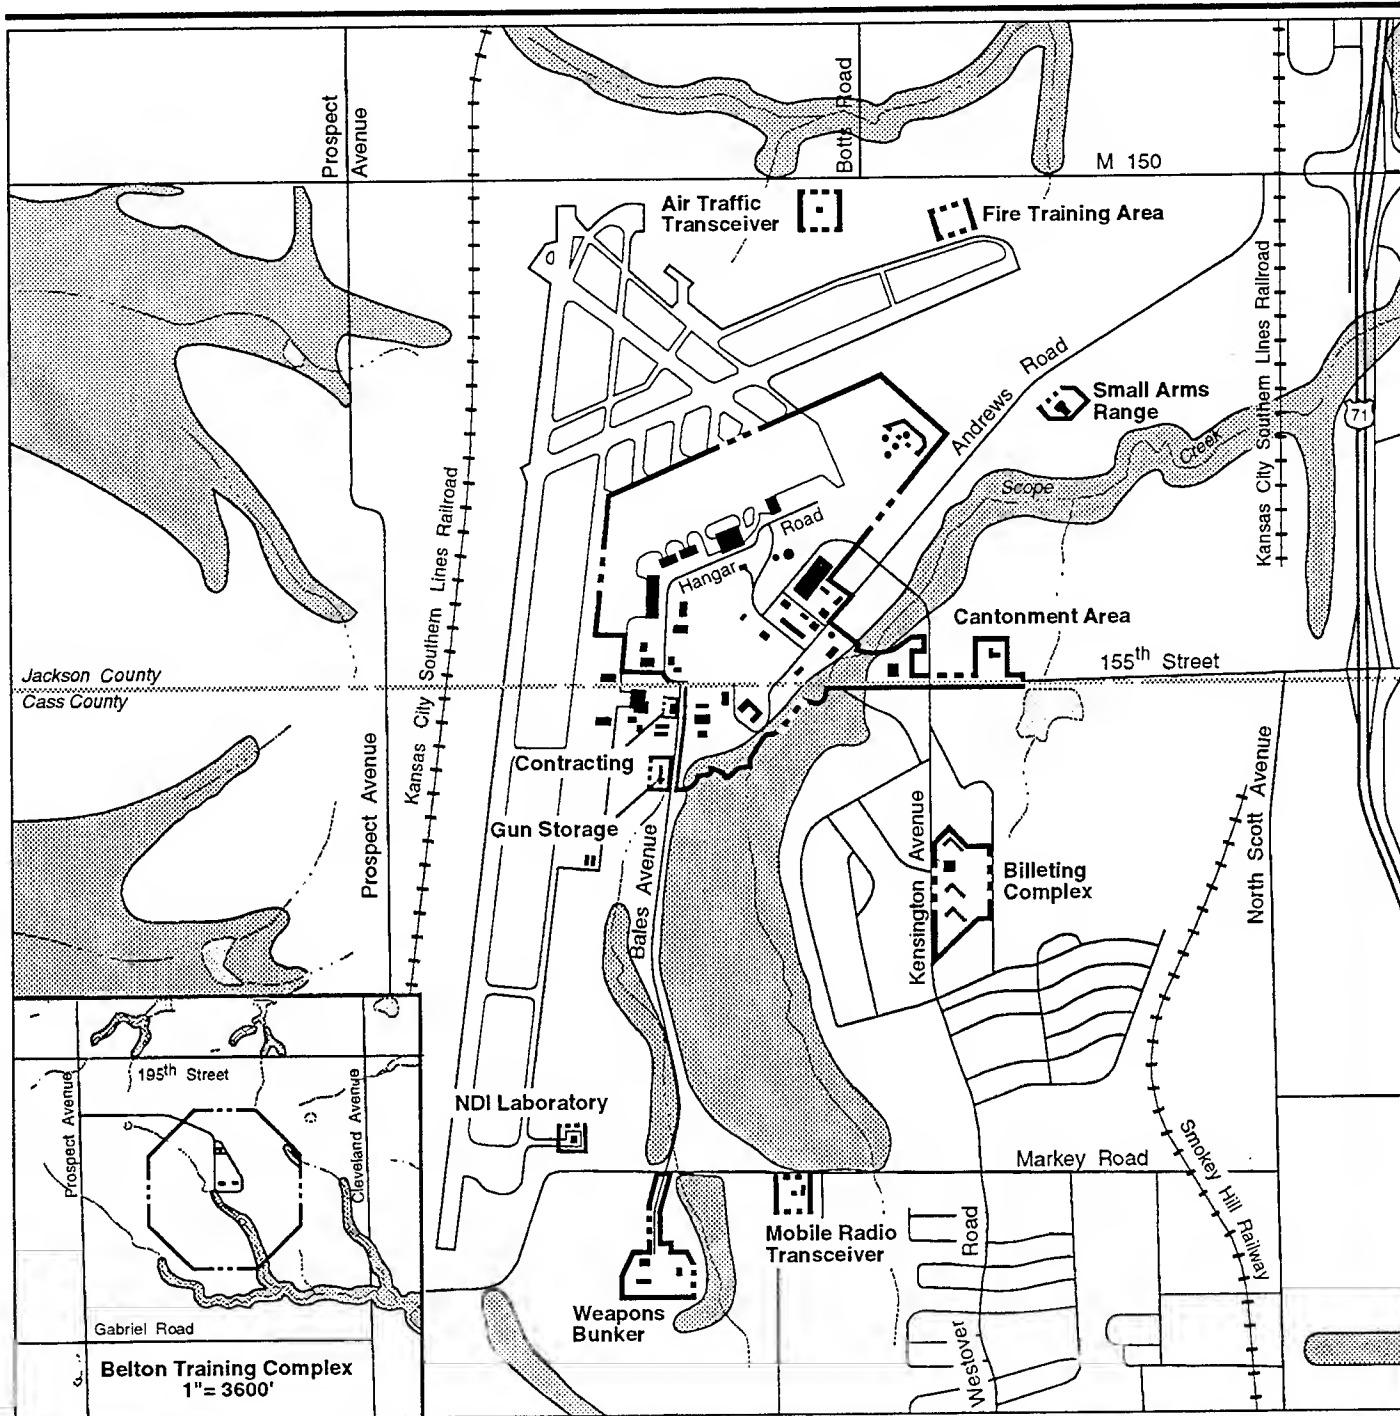 Prospect
Avenue
Botts Road
M 150
Air Traffic
Transceiver
Fire Training Area
Kansas City Southern Lines Railroad
Andrews Road
Small Arms
Range
71
Scope Creek
Kansas City Southern Lines Railroad
Hangar Road
Cantonment Area
155th Street
Jackson County
Cass County
Prospect Avenue
Contracting
Gun Storage
Bales Avenue
Kensington Avenue
Billeting
Complex
North Scott Avenue
NDI Laboratory
Markey Road
Smokey Hill Railway
Mobile Radio
Transceiver
Weapons
Bunker
Westover Road
195th Street
Prospect Avenue
Cleveland Avenue
Gabriel Road
Belton Training Complex
1"= 3600'